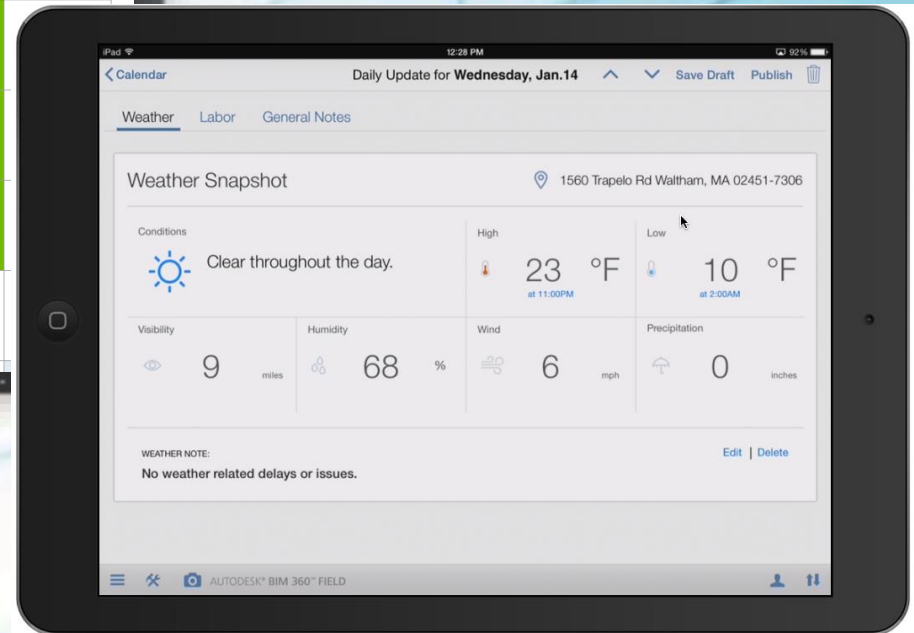 iPad 12:28 PM 92%
Calendar Daily Update for Wednesday, Jan.14 Save Draft Publish
Weather Labor General Notes
Weather Snapshot 1560 Trapelo Rd Waltham, MA 02451-7306
Conditions High Low
Clear throughout the day. 23 °F 10 °F
at 11:00PM at 2:00AM
Visibility Humidity Wind Precipitation
9 miles 68 % 6 mph 0 inches
WEATHER NOTE: Edit | Delete
No weather related delays or issues.
AUTODESK® BIM 360™ FIELD